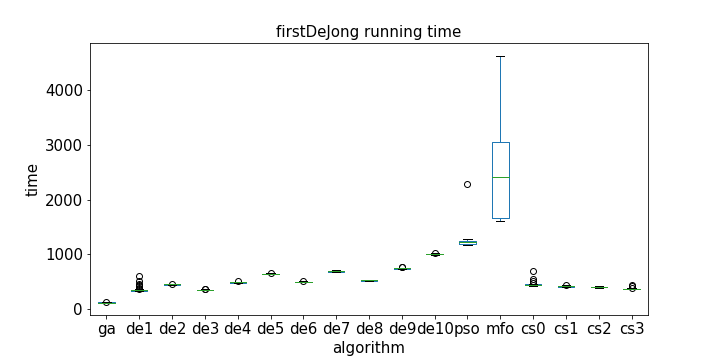 firstDeJong running time
time
4000
3000
2000
1000
0
ga de1 de2 de3 de4 de5 de6 de7 de8 de9 de10 pso mfo cs0 cs1 cs2 cs3
algorithm